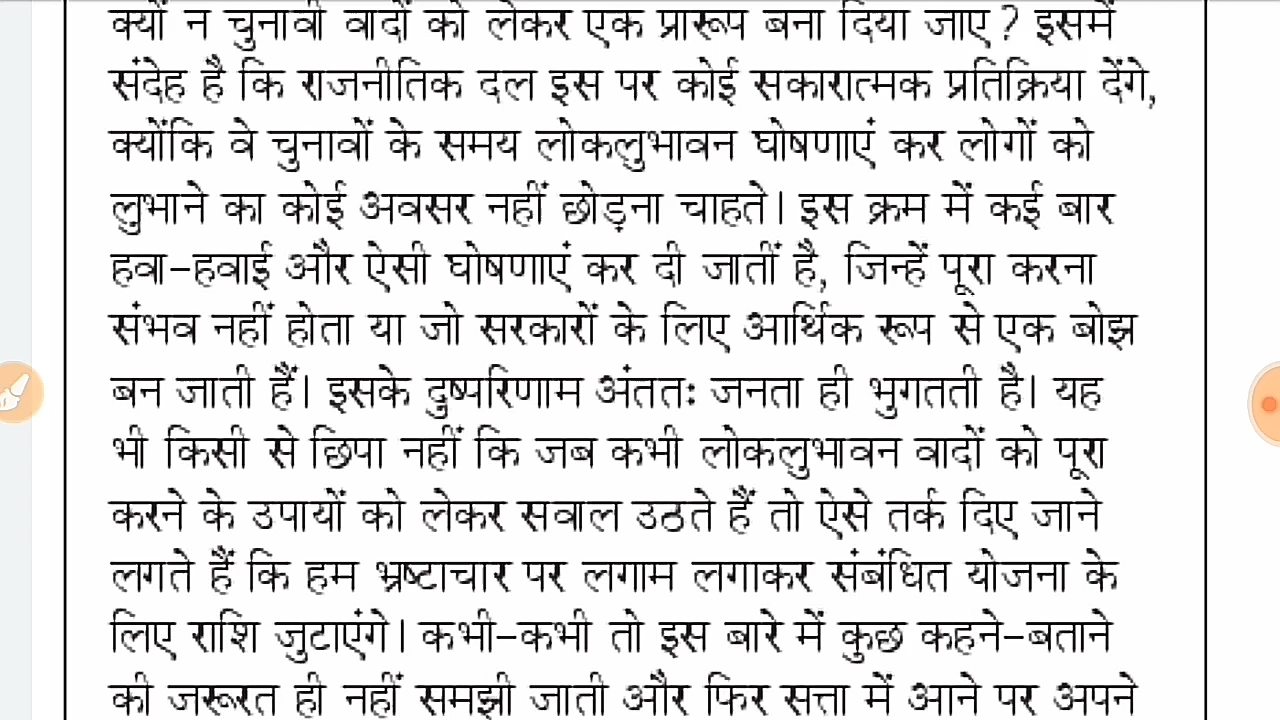 क्यों न चुनावी वादों को लेकर एक प्रारूप बना दिया जाए? इसमें
संदेह है कि राजनीतिक दल इस पर कोई सकारात्मक प्रतिक्रिया देंगे,
क्योंकि वे चुनावों के समय लोकलुभावन घोषणाएं कर लोगों को
लुभाने का कोई अवसर नहीं छोड़ना चाहते। इस क्रम में कई बार
हवा-हवाई और ऐसी घोषणाएं कर दी जातीं है, जिन्हें पूरा करना
संभव नहीं होता या जो सरकारों के लिए आर्थिक रूप से एक बोझ
बन जाती हैं। इसके दुष्परिणाम अंततः जनता ही भुगतती है। यह
भी किसी से छिपा नहीं कि जब कभी लोकलुभावन वादों को पूरा
करने के उपायों को लेकर सवाल उठते हैं तो ऐसे तर्क दिए जाने
लगते हैं कि हम भ्रष्टाचार पर लगाम लगाकर संबंधित योजना के
लिए राशि जुटाएंगे। कभी-कभी तो इस बारे में कुछ कहने-बताने
की जरूरत ही नहीं समझी जाती और फिर सत्ता में आने पर अपने